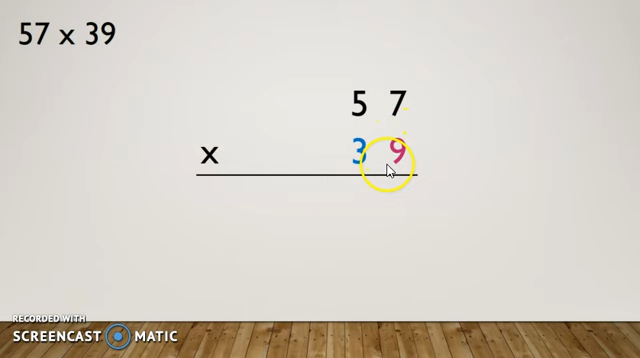 57 x 39
5 7
x 3 9
RECORDED WITH
SCREENCAST MATIC